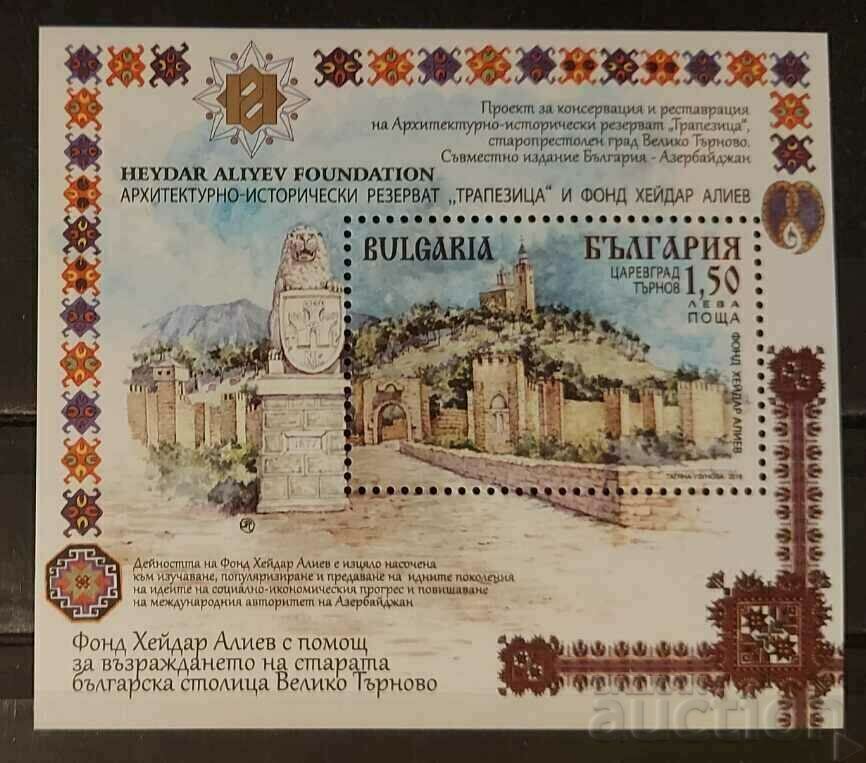 Проект за консервация и реставрация
на Архитектурно-исторически резерват „Трапезица“,
старопрестолен град Велико Търново.
Съвместно издание България - Азербайджан
HEYDAR ALIYEV FOUNDATION
АРХИТЕКТУРНО-ИСТОРИЧЕСКИ РЕЗЕРВАТ „ТРАПЕЗИЦА“ И ФОНД ХЕЙДАР АЛИЕВ
BULGARIA БЪЛГАРИЯ
ЦАРЕВГРАД
ТЪРНОВ 1,50
ЛЕВА
ПОЩА
ФОНД ХЕЙДАР АЛИЕВ
Дейността на Фонд Хейдар Алиев е изцяло насочена
към изучаване, популяризиране и предаване на идните поколения
на идеите на социално-икономическия прогрес и повишаване
на международния авторитет на Азербайджан
Фонд Хейдар Алиев с помощ
за възраждането на старата
българска столица Велико Търново
auction